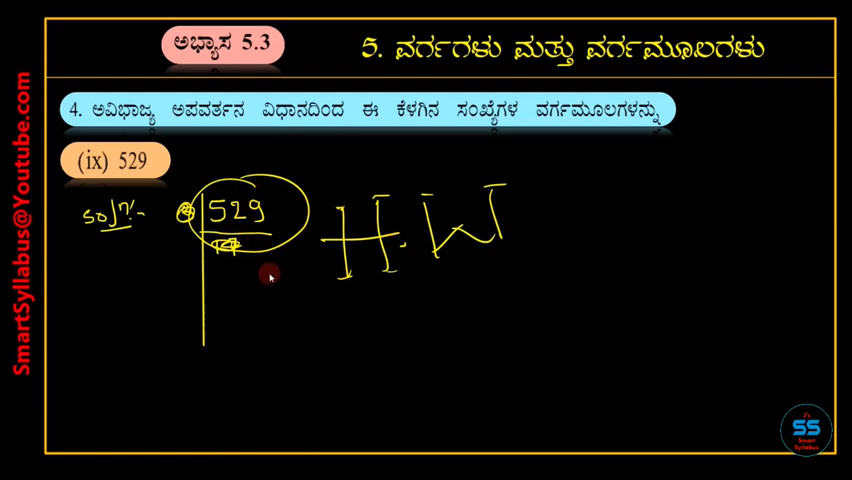 ಅಭ್ಯಾಸ 5.3
5. ವರ್ಗಗಳು ಮತ್ತು ವರ್ಗಮೂಲಗಳು
4. ಅವಿಭಾಜ್ಯ ಅಪವರ್ತನ ವಿಧಾನದಿಂದ ಈ ಕೆಳಗಿನ ಸಂಖ್ಯೆಗಳ ವರ್ಗಮೂಲಗಳನ್ನು
(ix) 529
Solⁿ:- 529 H.W
SmartSyllabus@Youtube.com
J's
SS
Smart
Syllabus